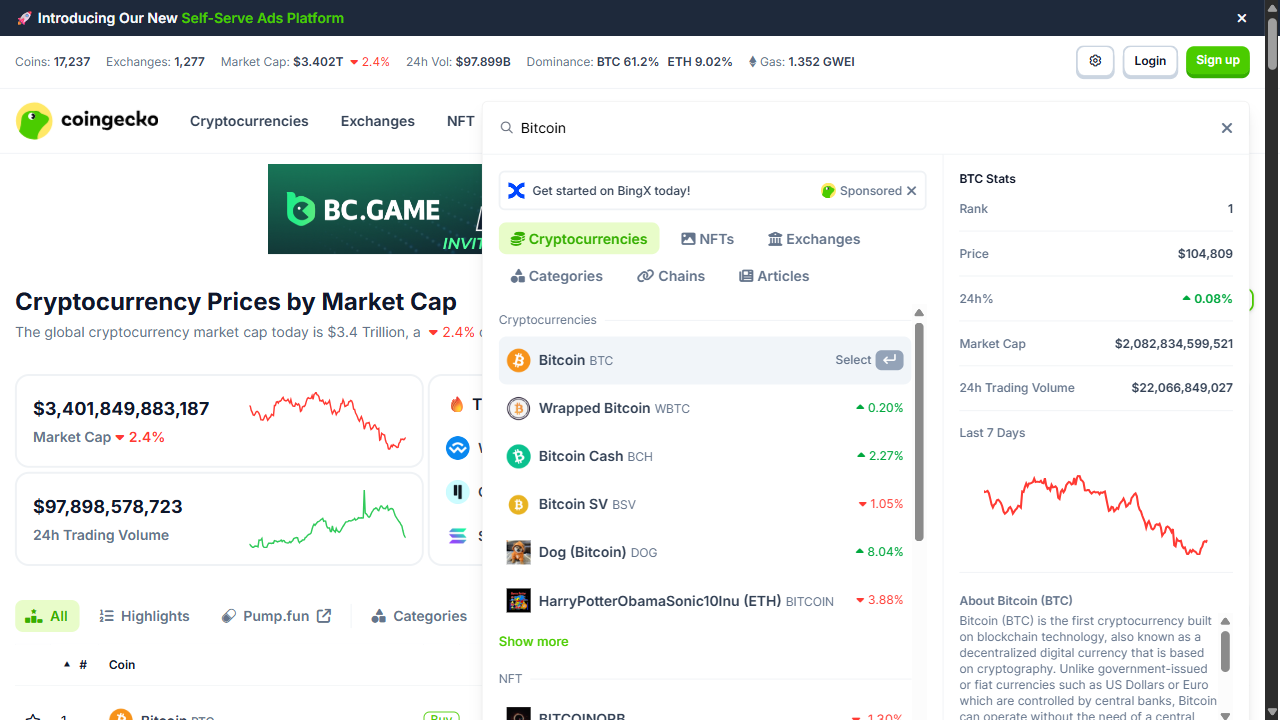 🚀 Introducing Our New Self-Serve Ads Platform
Coins: 17,237 Exchanges: 1,277 Market Cap: $3.402T 2.4% 24h Vol: $97.899B Dominance: BTC 61.2% ETH 9.02% Gas: 1.352 GWEI
Login
Sign up
coingecko
Cryptocurrencies
Exchanges
NFT
Bitcoin
BC.GAME
Get started on BingX today!
Sponsored
Cryptocurrencies
NFTs
Exchanges
Categories
Chains
Articles
Cryptocurrencies
Bitcoin BTC Select
Wrapped Bitcoin WBTC 0.20%
Bitcoin Cash BCH 2.27%
Bitcoin SV BSV 1.05%
Dog (Bitcoin) DOG 8.04%
HarryPotterObamaSonic10Inu (ETH) BITCOIN 3.88%
Show more
NFT
BITCOINORB 1.30%
BTC Stats
Rank 1
Price $104,809
24h% 0.08%
Market Cap $2,082,834,599,521
24h Trading Volume $22,066,849,027
Last 7 Days
About Bitcoin (BTC)
Bitcoin (BTC) is the first cryptocurrency built
on blockchain technology, also known as a
decentralized digital currency that is based
on cryptography. Unlike government-issued
or fiat currencies such as US Dollars or Euro
which are controlled by central banks, Bitcoin
can operate without the need of a central
Cryptocurrency Prices by Market Cap
The global cryptocurrency market cap today is $3.4 Trillion, a 2.4%
$3,401,849,883,187
Market Cap 2.4%
$97,898,578,723
24h Trading Volume
All
Highlights
Pump.fun
Categories
# Coin
1 Bitcoin BTC Buy